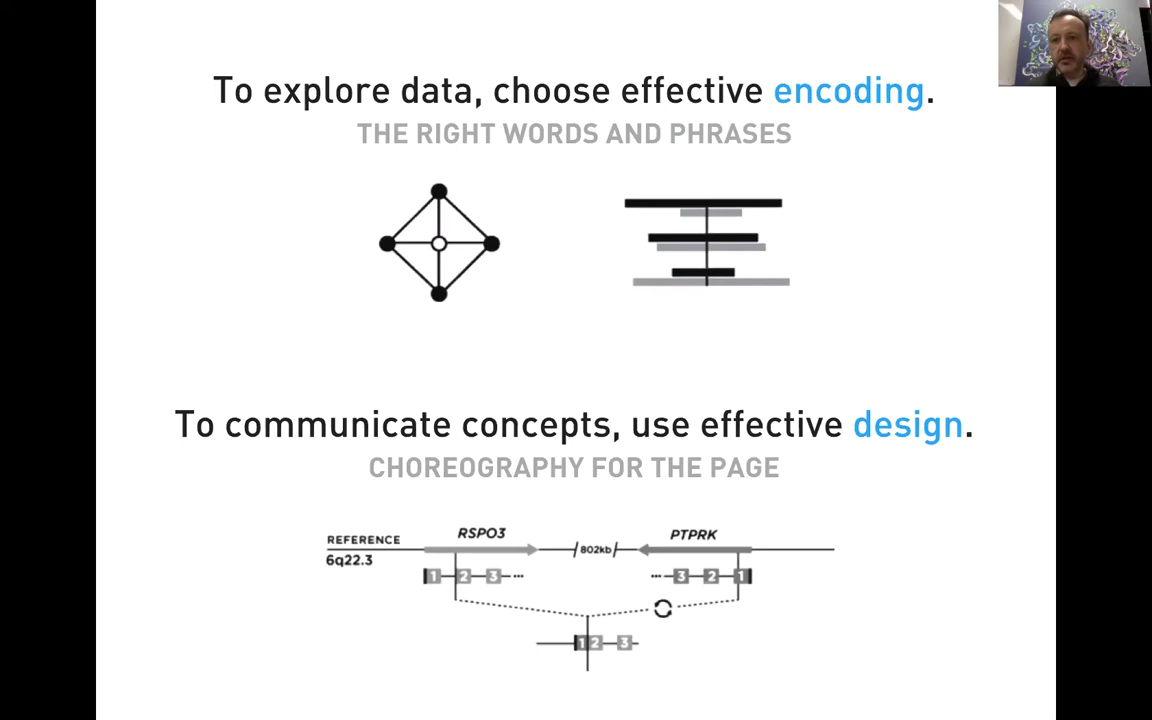 To explore data, choose effective encoding.
THE RIGHT WORDS AND PHRASES
To communicate concepts, use effective design.
CHOREOGRAPHY FOR THE PAGE
REFERENCE
6q22.3
RSPO3
802kb
PTPRK
1 2 3 ...
... 3 2 1
1 2 3